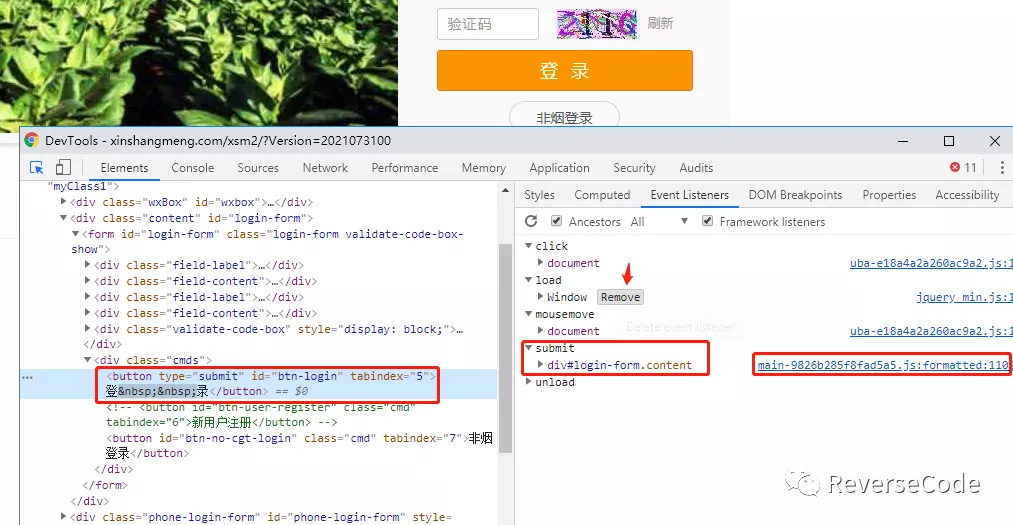 验证码
刷新
登 录
非烟登录
DevTools - xinshangmeng.com/xsm2/?Version=2021073100
Elements Console Sources Network Performance Memory Application Security Audits 11
"myClass1">
<div class="wxBox" id="wxbox">…</div>
<div class="content" id="login-form">
<form id="login-form" class="login-form validate-code-box-
show">
<div class="field-label">…</div>
<div class="field-content">…</div>
<div class="field-label">…</div>
<div class="field-content">…</div>
<div class="validate-code-box" style="display: block;">…
</div>
<div class="cmds">
<button type="submit" id="btn-login" tabindex="5">
登&nbsp;&nbsp;录</button> == $0
<!-- <button id="btn-user-register" class="cmd"
tabindex="6">新用户注册</button> -->
<button id="btn-no-cgt-login" class="cmd" tabindex="7">非烟
登录</button>
</div>
</form>
</div>
<div class="phone-login-form" id="phone-login-form" style=
Styles Computed Event Listeners DOM Breakpoints Properties Accessibility
Ancestors All Framework listeners
click
document uba-e18a4a2a260ac9a2.js:1
load
Window Remove jquery_min.js:1
mousemove
document uba-e18a4a2a260ac9a2.js:1
Delete event listener
submit
div#login-form.content main-9826b285f8fad5a5.js:formatted:110
unload
ReverseCode